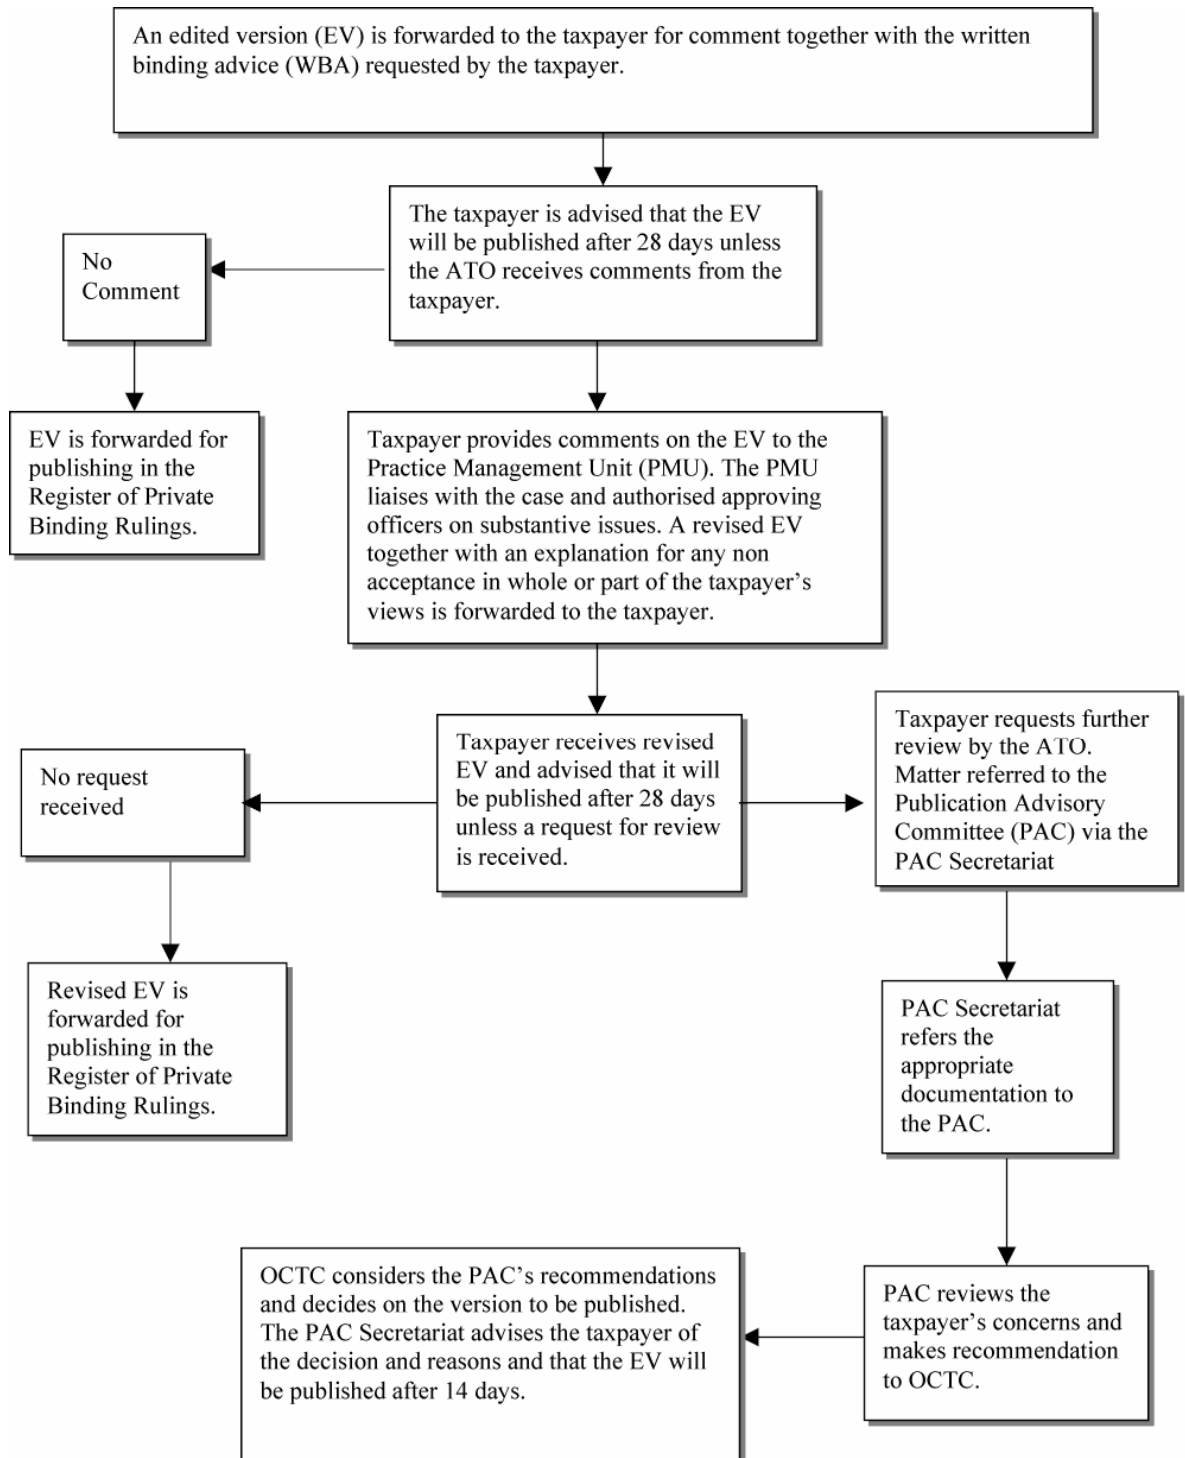 An edited version (EV) is forwarded to the taxpayer for comment together with the written
binding advice (WBA) requested by the taxpayer.
The taxpayer is advised that the EV
will be published after 28 days unless
the ATO receives comments from the
taxpayer.
No
Comment
EV is forwarded for
publishing in the
Register of Private
Binding Rulings.
Taxpayer provides comments on the EV to the
Practice Management Unit (PMU). The PMU
liaises with the case and authorised approving
officers on substantive issues. A revised EV
together with an explanation for any non
acceptance in whole or part of the taxpayer’s
views is forwarded to the taxpayer.
Taxpayer receives revised
EV and advised that it will
be published after 28 days
unless a request for review
is received.
No request
received
Revised EV is
forwarded for
publishing in the
Register of Private
Binding Rulings.
Taxpayer requests further
review by the ATO.
Matter referred to the
Publication Advisory
Committee (PAC) via the
PAC Secretariat
PAC Secretariat
refers the
appropriate
documentation to
the PAC.
PAC reviews the
taxpayer’s concerns and
makes recommendation
to OCTC.
OCTC considers the PAC’s recommendations
and decides on the version to be published.
The PAC Secretariat advises the taxpayer of
the decision and reasons and that the EV will
be published after 14 days.